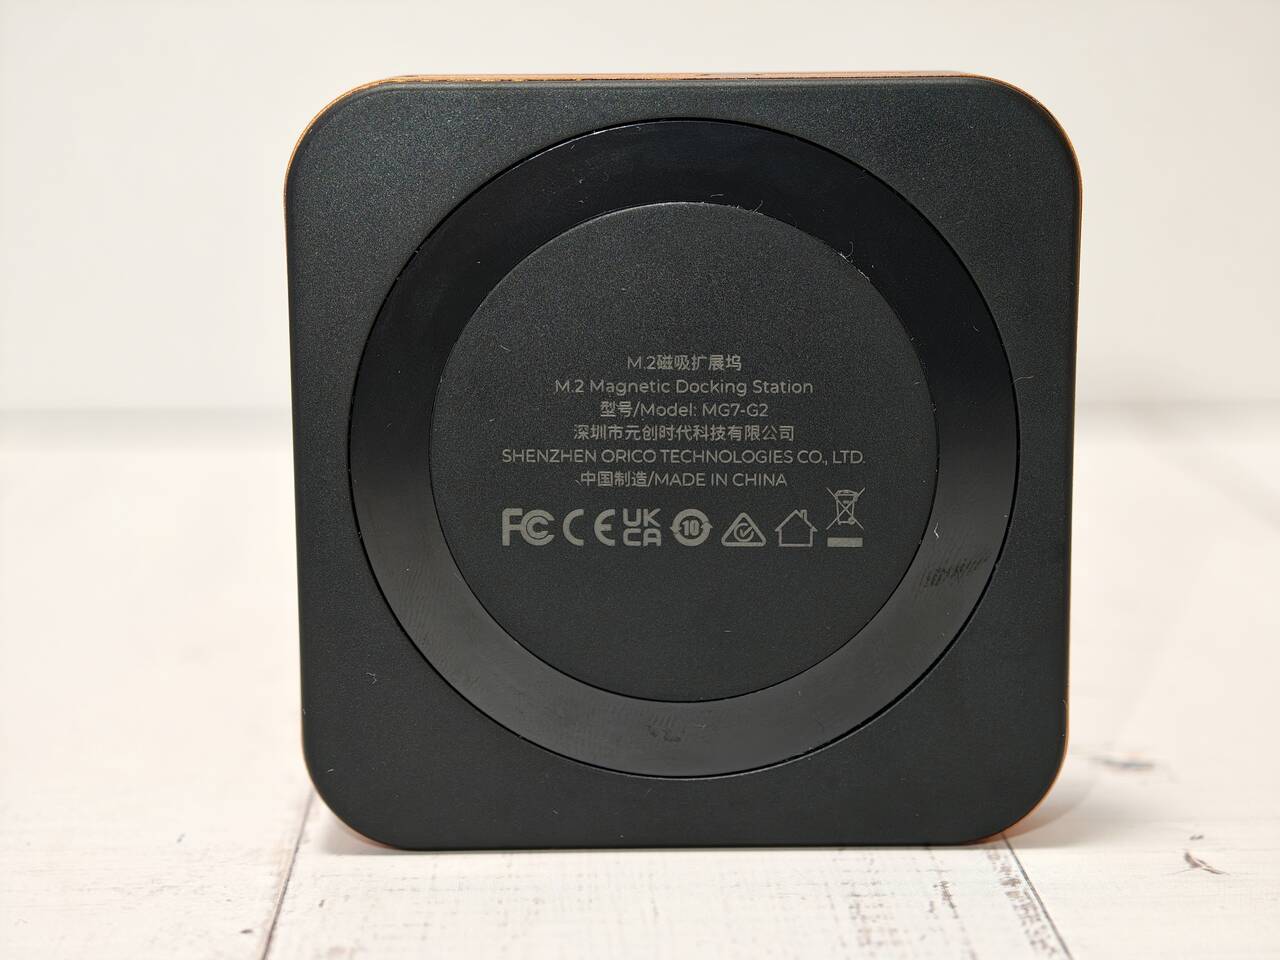 M.2磁吸扩展坞
M.2 Magnetic Docking Station
型号/Model: MG7-G2
深圳市元创时代科技有限公司
SHENZHEN ORICO TECHNOLOGIES CO., LTD.
中国制造/MADE IN CHINA
FC CE UK CA 10